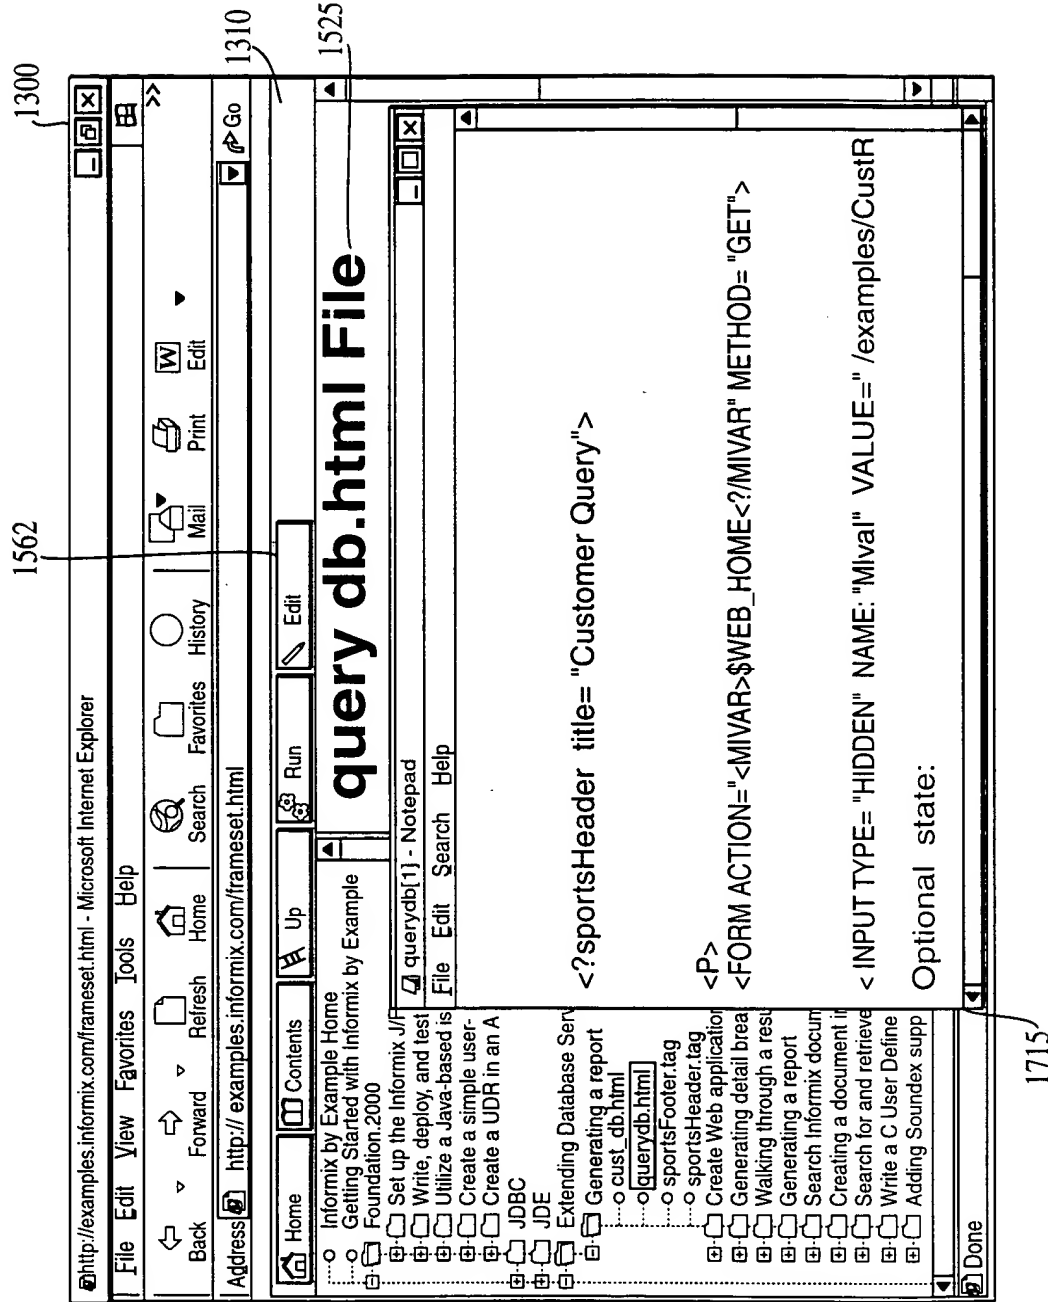 1300
http://examples.informix.com/frameset.html - Microsoft Internet Explorer
File Edit View Favorites Tools Help
Back Forward Refresh Home Search Favorites History Mail Print Edit
>>
Address http:// examples.informix.com/frameset.html Go
1562
1310
Home Contents Up Run Edit
1525
Informix by Example Home
Getting Started with Informix by Example
Foundation.2000
Set up the Informix J/F
Write, deploy, and test
Utilize a Java-based is
Create a simple user-
Create a UDR in an A
JDBC
JDE
Extending Database Serv
Generating a report
cust_db.html
querydb.html
sportsFooter.tag
sportsHeader.tag
Create Web application
Generating detail brea
Walking through a resu
Generating a report
Search Informix docum
Creating a document ir
Search for and retrieve
Write a C User Define
Adding Soundex supp
query db.html File
querydb[1] - Notepad
File Edit Search Help
<?sportsHeader title= "Customer Query">
<P>
<FORM ACTION="<MIVAR>$WEB_HOME<?/MIVAR" METHOD= "GET">
< INPUT TYPE= "HIDDEN" NAME: "MIval" VALUE=" /examples/CustR
Optional state:
Done
1715